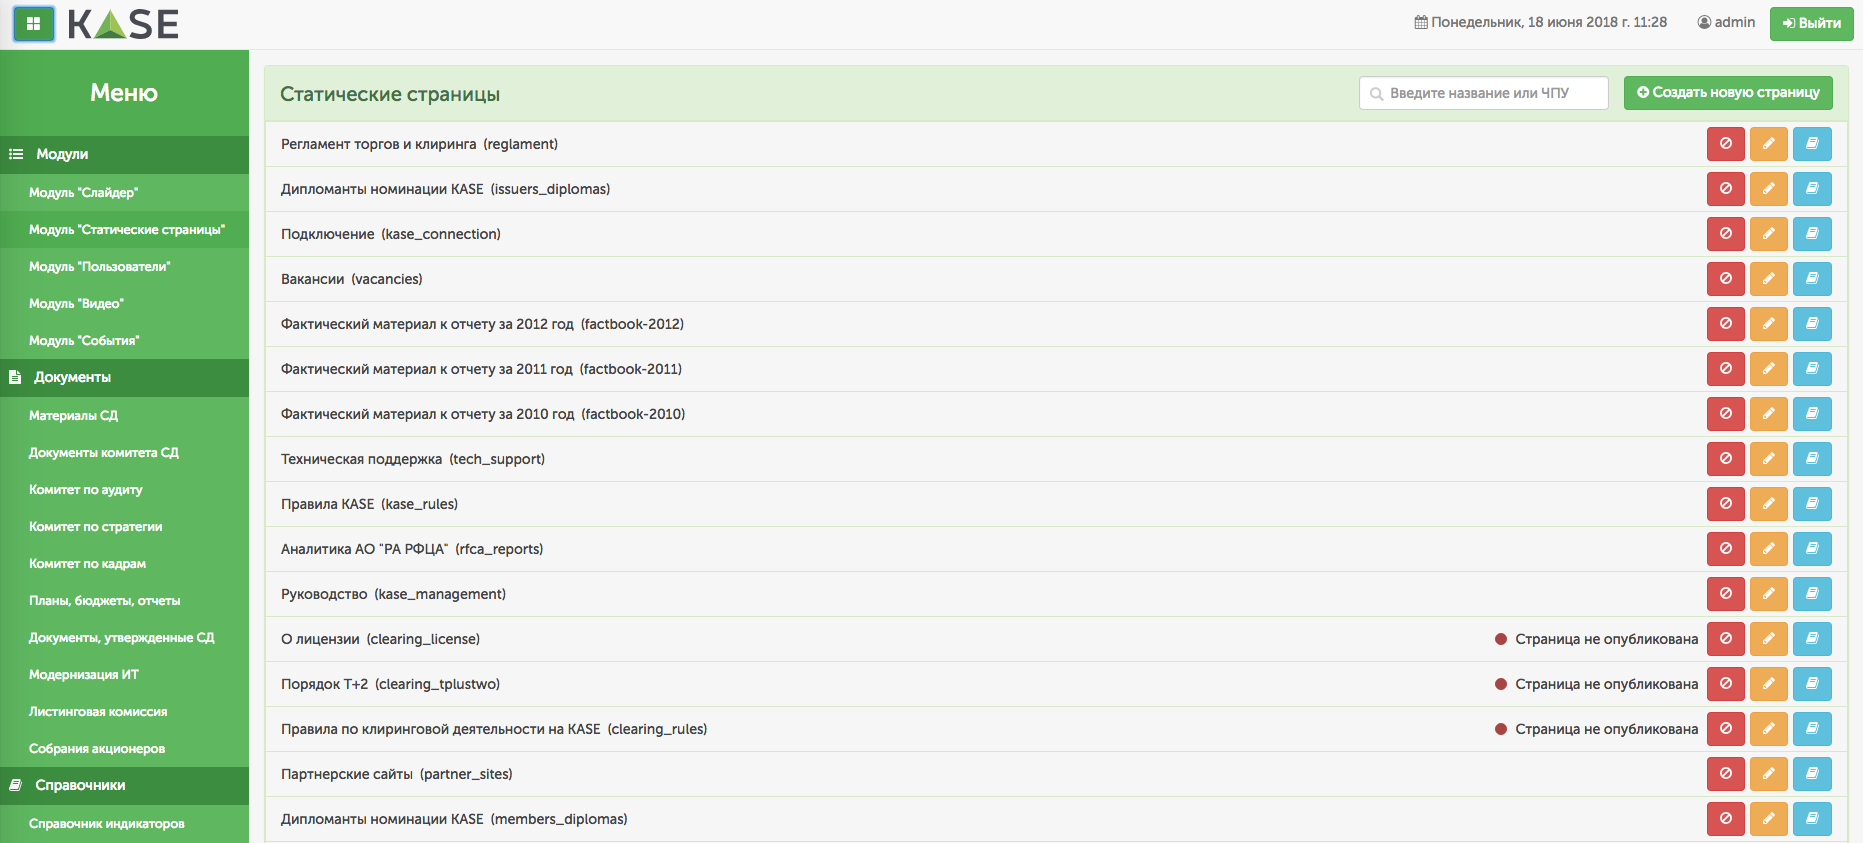 KASE
Понедельник, 18 июня 2018 г. 11:28
admin
Выйти
Меню
Модули
Модуль "Слайдер"
Модуль "Статические страницы"
Модуль "Пользователи"
Модуль "Видео"
Модуль "События"
Документы
Материалы СД
Документы комитета СД
Комитет по аудиту
Комитет по стратегии
Комитет по кадрам
Планы, бюджеты, отчеты
Документы, утвержденные СД
Модернизация ИТ
Листинговая комиссия
Собрания акционеров
Справочники
Справочник индикаторов
Статические страницы
Введите название или ЧПУ
Создать новую страницу
Регламент торгов и клиринга (reglament)
Дипломанты номинации KASE (issuers_diplomas)
Подключение (kase_connection)
Вакансии (vacancies)
Фактический материал к отчету за 2012 год (factbook-2012)
Фактический материал к отчету за 2011 год (factbook-2011)
Фактический материал к отчету за 2010 год (factbook-2010)
Техническая поддержка (tech_support)
Правила KASE (kase_rules)
Аналитика АО "РА РФЦА" (rfca_reports)
Руководство (kase_management)
О лицензии (clearing_license) Страница не опубликована
Порядок Т+2 (clearing_tplustwo) Страница не опубликована
Правила по клиринговой деятельности на KASE (clearing_rules) Страница не опубликована
Партнерские сайты (partner_sites)
Дипломанты номинации KASE (members_diplomas)